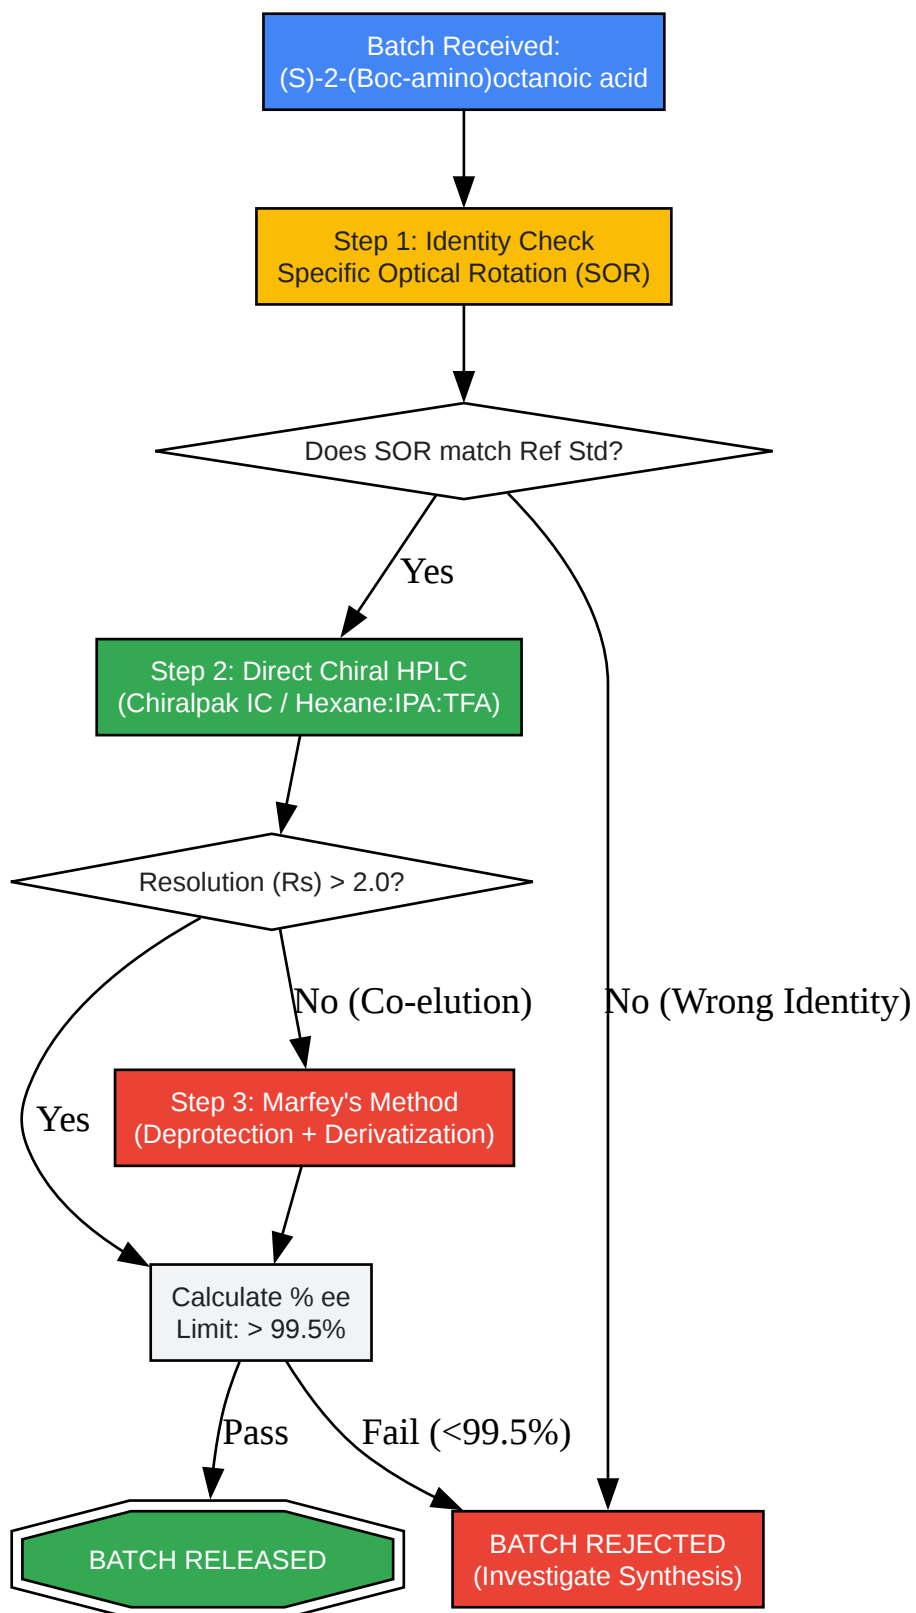 Batch Received:
(S)-2-(Boc-amino)octanoic acid
Step 1: Identity Check
Specific Optical Rotation (SOR)
Does SOR match Ref Std?
Yes
Step 2: Direct Chiral HPLC
(Chiralpak IC / Hexane:IPA:TFA)
Resolution (Rs) > 2.0?
No (Co-elution)
No (Wrong Identity)
Step 3: Marfey's Method
(Deprotection + Derivatization)
Yes
Calculate % ee
Limit: > 99.5%
Pass
Fail (<99.5%)
BATCH RELEASED
BATCH REJECTED
(Investigate Synthesis)